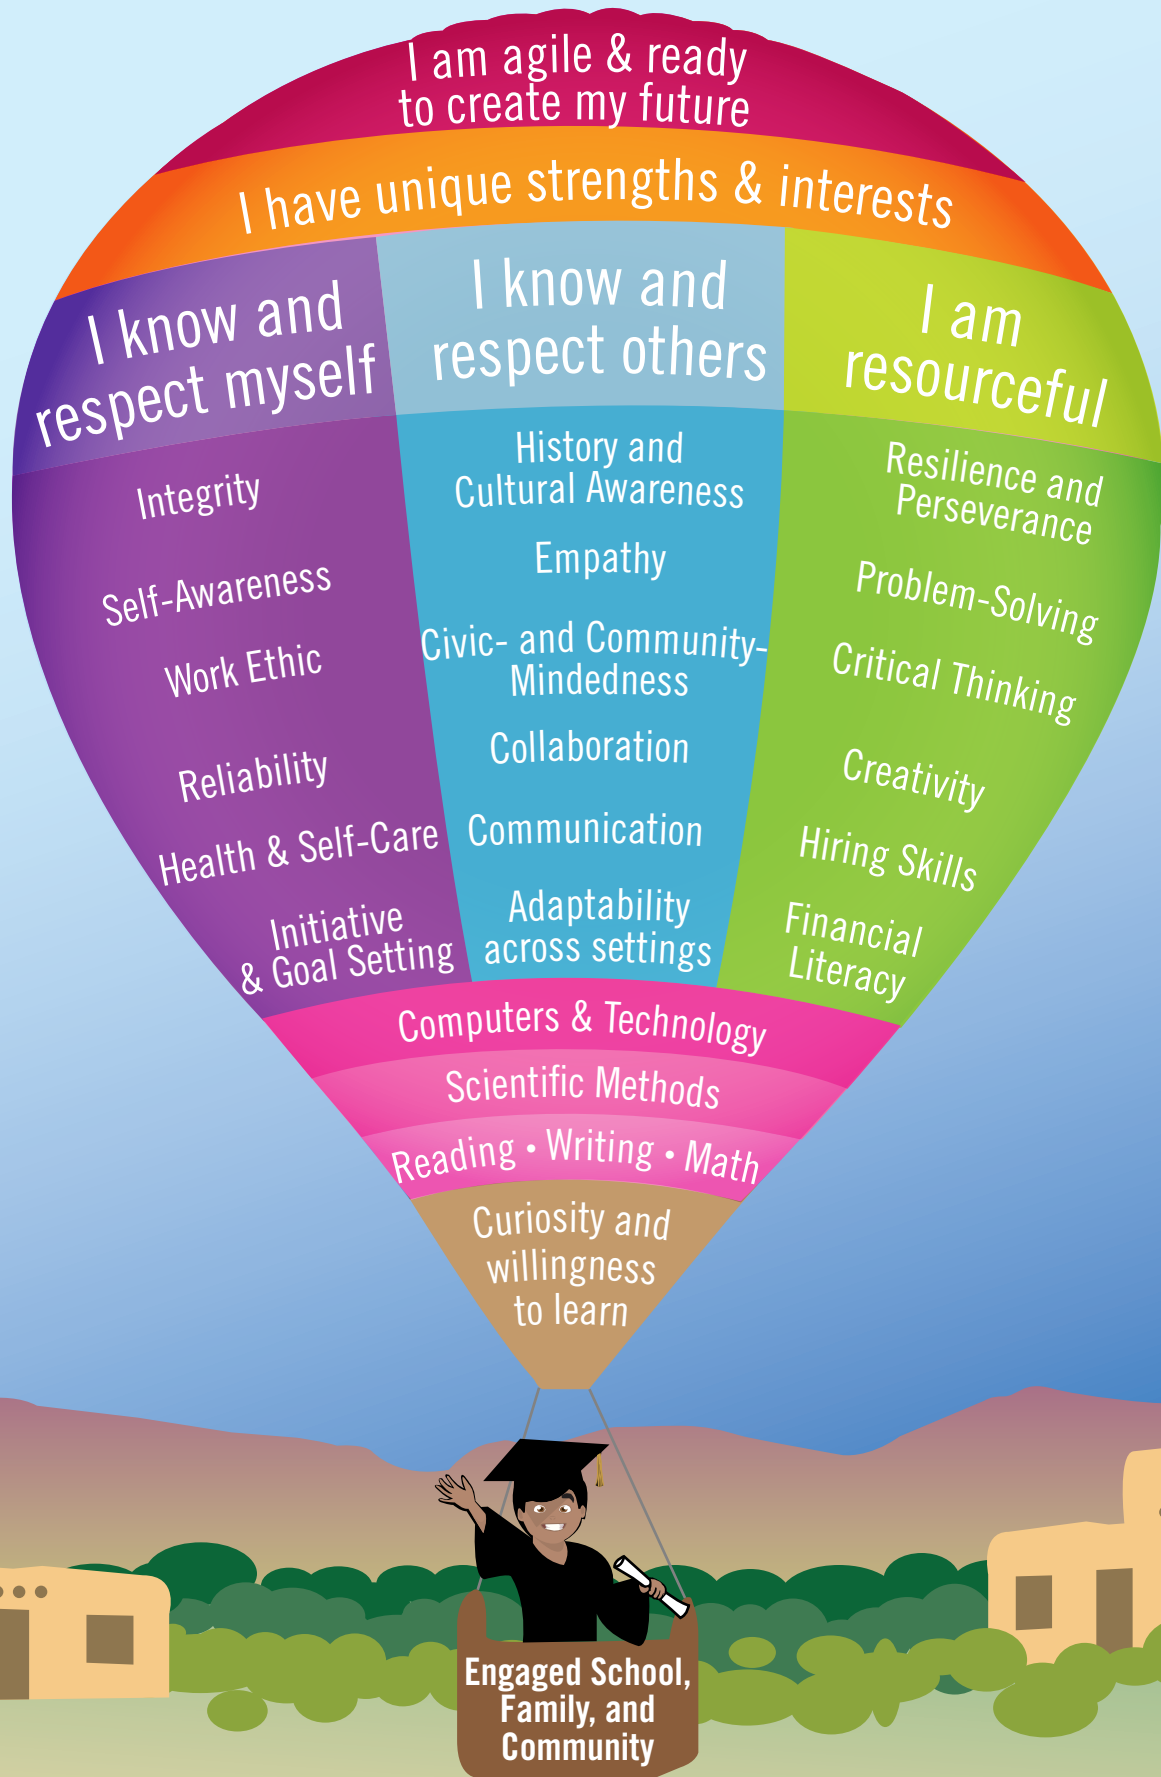 I am agile & ready
to create my future
I have unique strengths & interests
I know and
respect myself
Integrity
Self-Awareness
Work Ethic
Reliability
Health & Self-Care
Initiative
& Goal Setting
I know and
respect others
History and
Cultural Awareness
Empathy
Civic- and Community-
Mindedness
Collaboration
Communication
Adaptability
across settings
I am
resourceful
Resilience and
Perseverance
Problem-Solving
Critical Thinking
Creativity
Hiring Skills
Financial
Literacy
Computers & Technology
Scientific Methods
Reading • Writing • Math
Curiosity and
willingness
to learn
Engaged School,
Family, and
Community